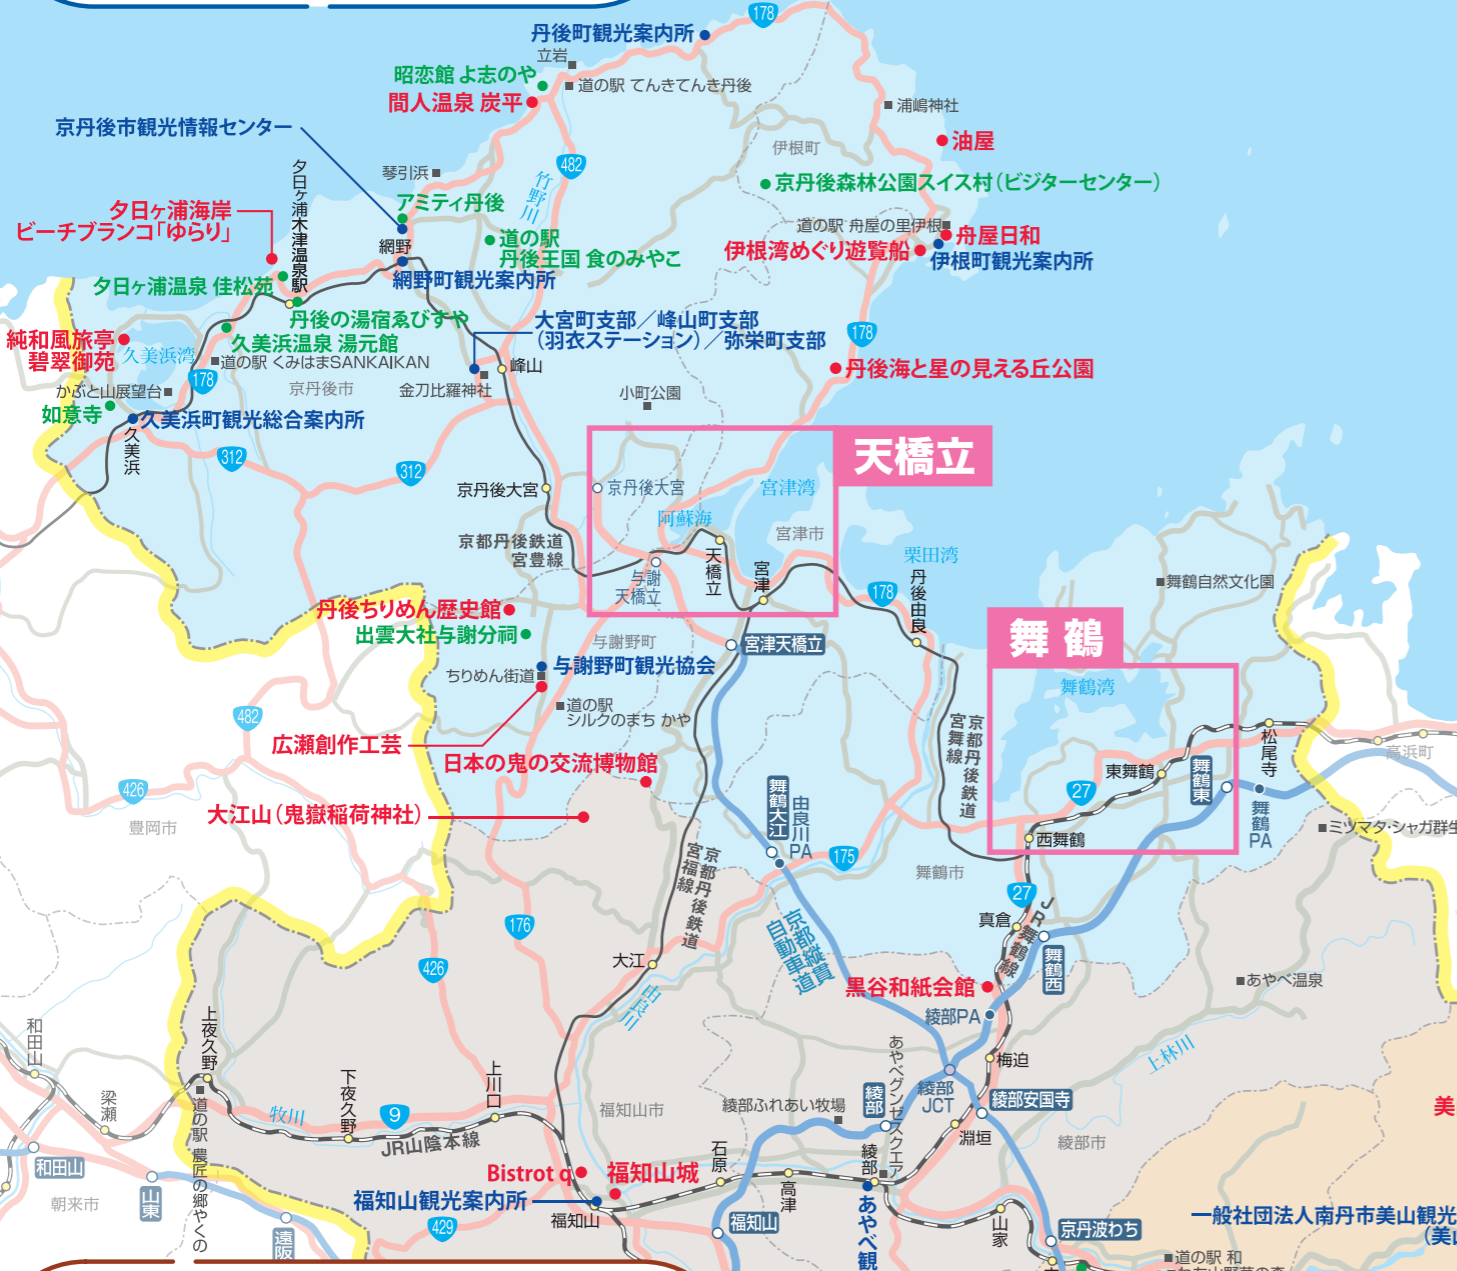 178
丹後町観光案内所
立岩
昭恋館 よ志のや
道の駅 てんきてんき丹後
間人温泉 炭平
浦嶋神社
京丹後市観光情報センター
油屋
伊根町
482
琴引浜
竹野川
夕日ヶ浦木津温泉駅
京丹後森林公園スイス村(ビジターセンター)
アミティ丹後
夕日ヶ浦海岸
ビーチブランコ「ゆらり」
道の駅 舟屋の里伊根
舟屋日和
網野
道の駅
丹後王国 食のみやこ
伊根湾めぐり遊覧船
伊根町観光案内所
網野町観光案内所
夕日ヶ浦温泉 佳松苑
丹後の湯宿ゑびすや
大宮町支部/峰山町支部
(羽衣ステーション)/弥栄町支部
178
純和風旅亭
碧翠御苑
久美浜湾
久美浜温泉 湯元館
道の駅 くみはまSANKAIKAN
峰山
丹後海と星の見える丘公園
178
かぶと山展望台
京丹後市
金刀比羅神社
小町公園
如意寺
久美浜町観光総合案内所
久美浜
312
312
天橋立
京丹後大宮
京丹後大宮
宮津湾
阿蘇海
宮津市
京都丹後鉄道
宮豊線
天橋立
宮津
栗田湾
与謝
天橋立
178
丹後由良
舞鶴自然文化園
丹後ちりめん歴史館
出雲大社与謝分祠
与謝野町
宮津天橋立
舞鶴
与謝野町観光協会
ちりめん街道
舞鶴湾
道の駅
シルクのまち かや
482
広瀬創作工芸
京都丹後鉄道
宮舞線
松尾寺
高浜町
日本の鬼の交流博物館
東舞鶴
舞鶴東
426
27
舞鶴大江
由良川PA
大江山(鬼嶽稲荷神社)
舞鶴PA
豊岡市
ミツマタ・シャガ群生
西舞鶴
京都丹後鉄道
宮福線
175
舞鶴市
27
176
真倉
JR舞鶴線
京都縦貫
自動車道
舞鶴西
大江
426
黒谷和紙会館
あやべ温泉
由良川
綾部PA
上夜久野
和田山
あやべグンゼスクエア
梅迫
上林川
下夜久野
上川口
綾部
綾部
JCT
綾部安国寺
梁瀬
道の駅 農匠の郷やくの
牧川
9
福知山市
綾部ふれあい牧場
美
JR山陰本線
淵垣
綾部市
石原
綾部
和田山
Bistrot q
福知山城
高津
山東
朝来市
福知山観光案内所
あやべ観
山家
一般社団法人南丹市美山観光
(美山
福知山
福知山
京丹波わち
429
遠阪
道の駅 和